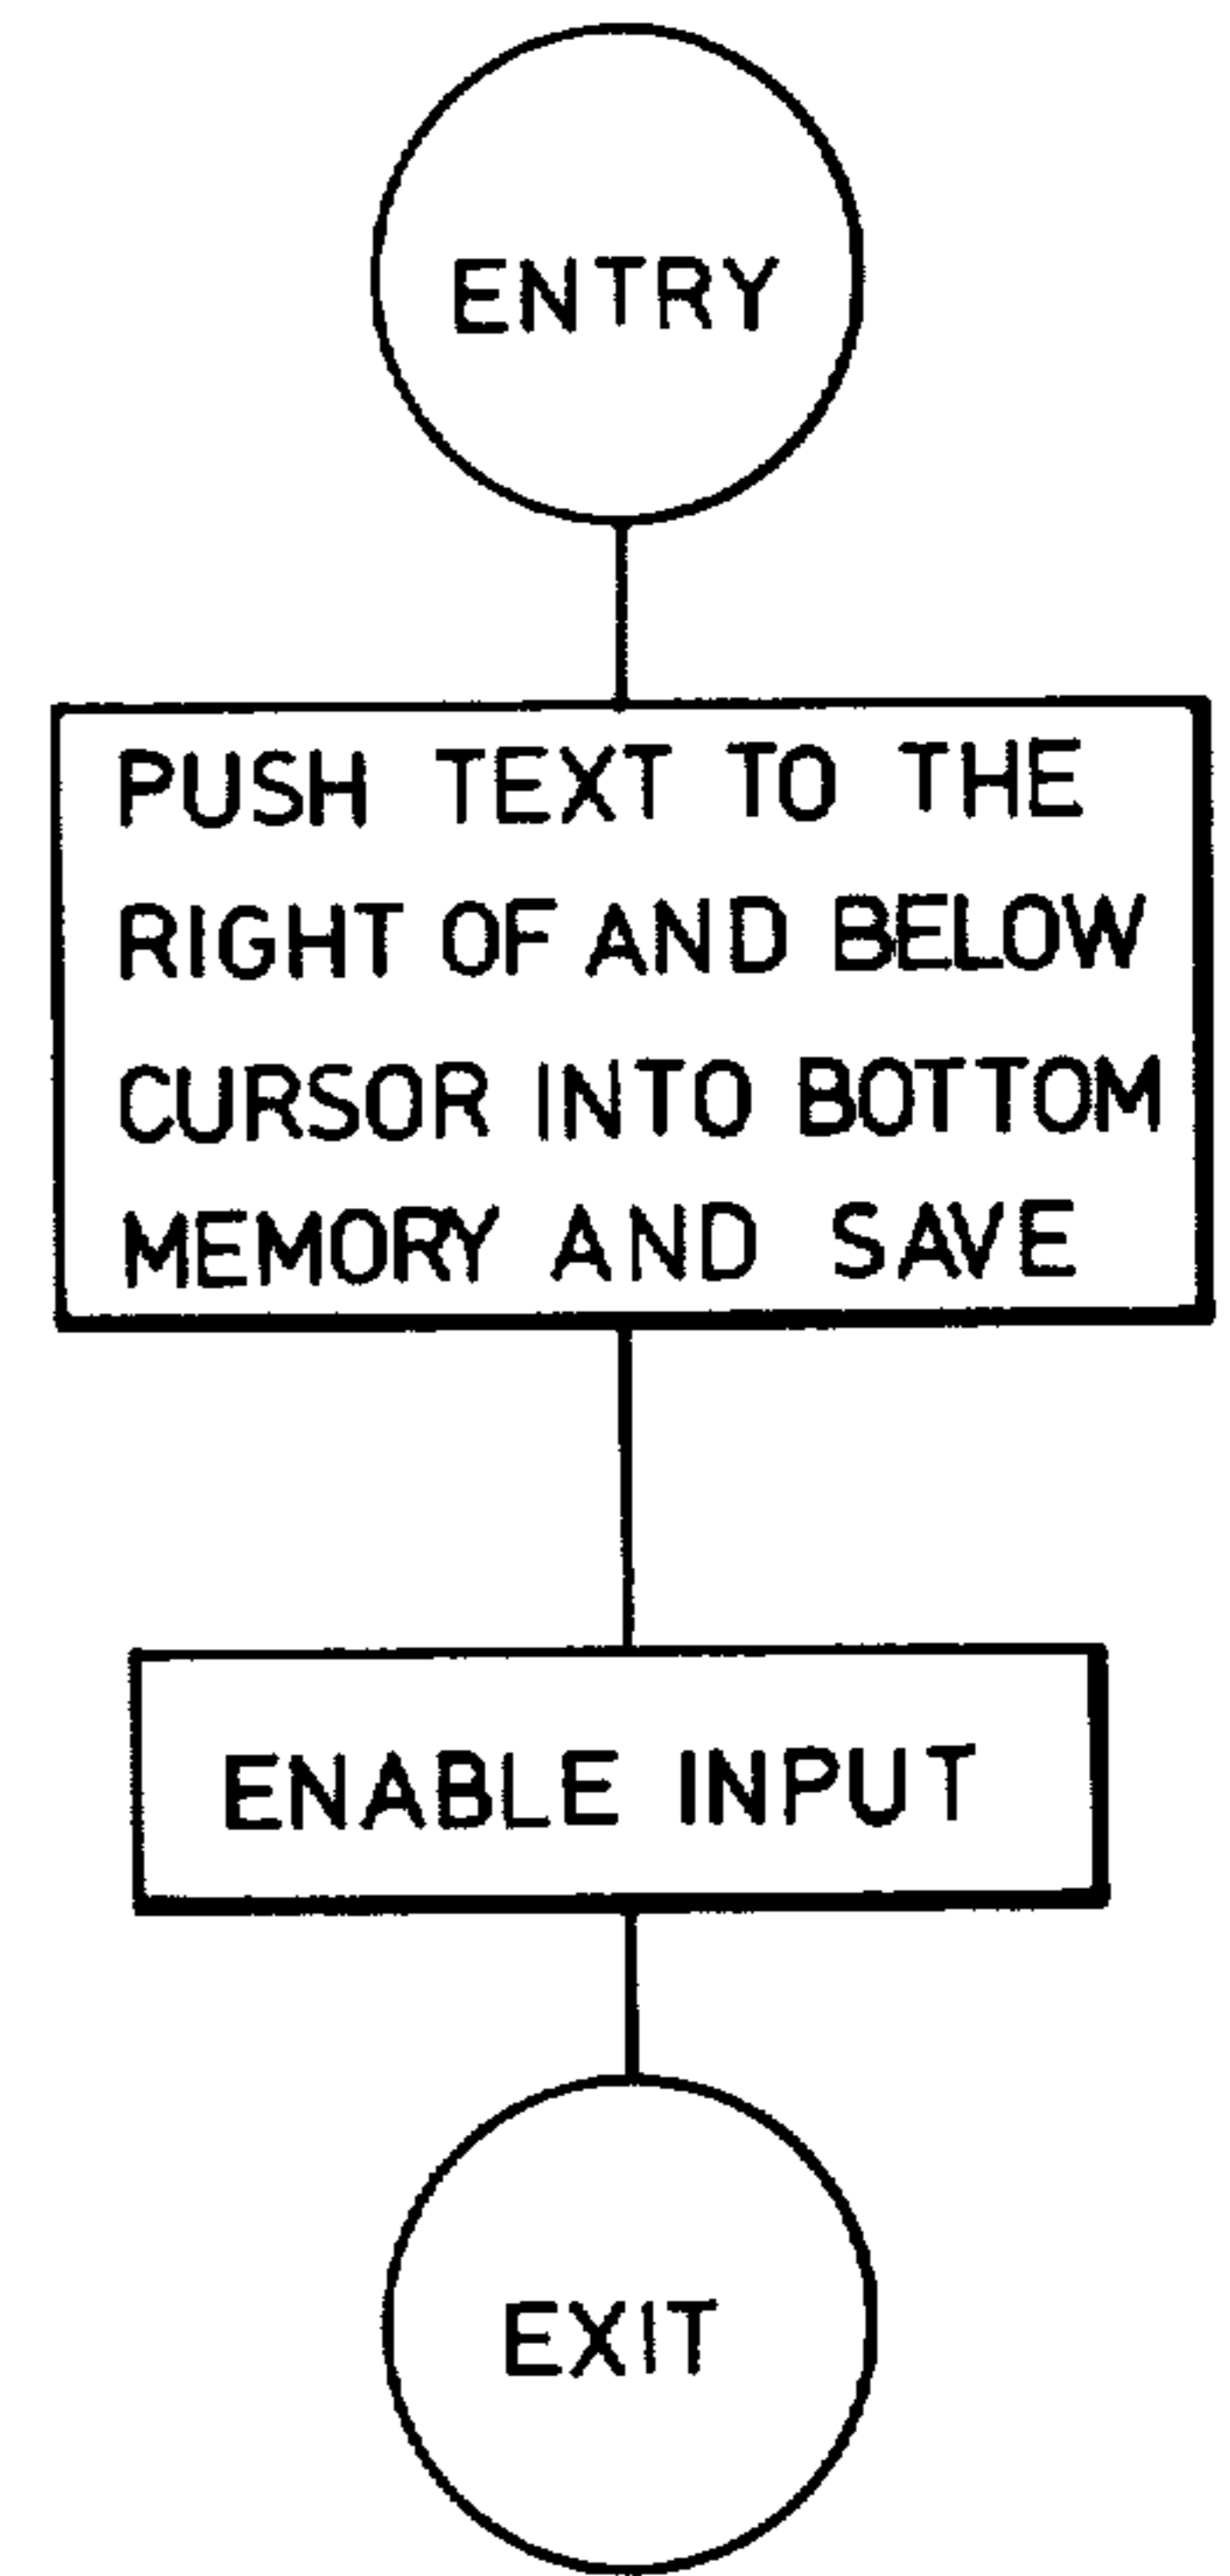 ENTRY
PUSH TEXT TO THE
RIGHT OF AND BELOW
CURSOR INTO BOTTOM
MEMORY AND SAVE
ENABLE INPUT
EXIT